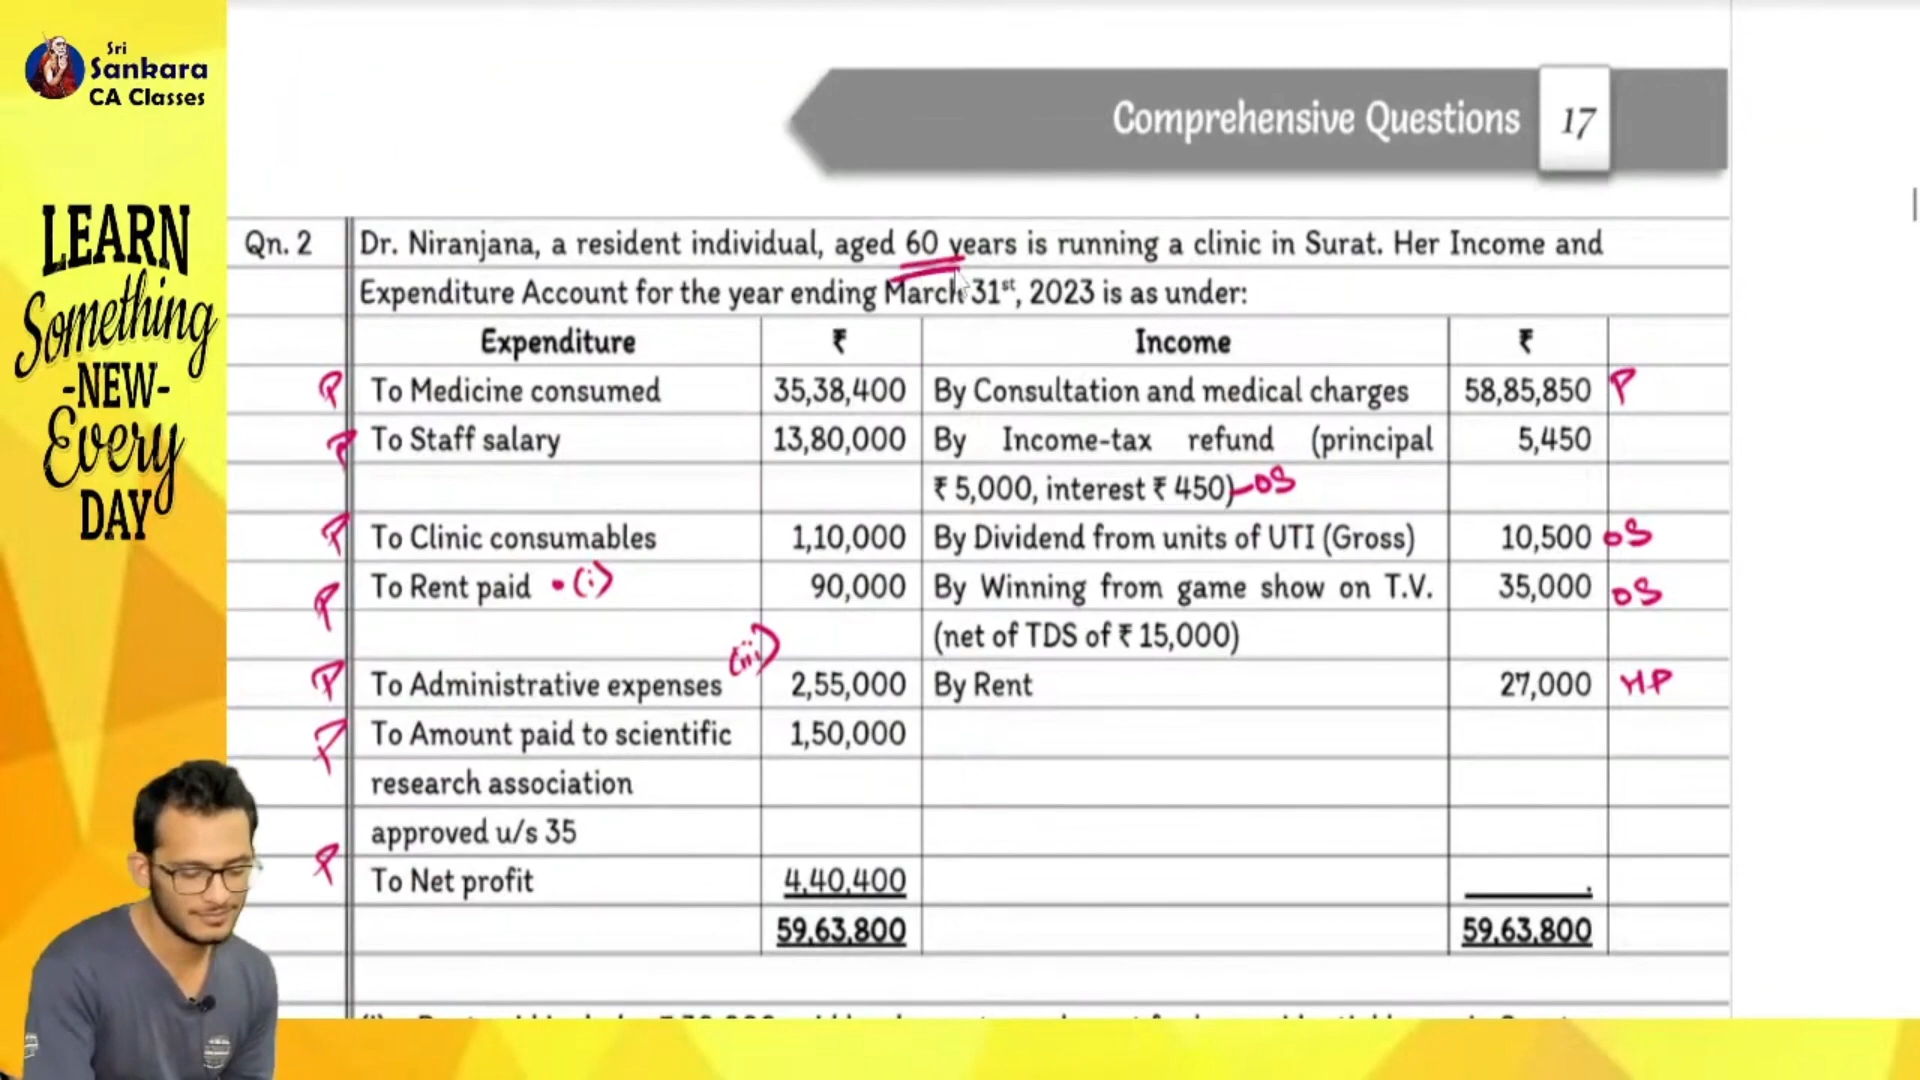 Sri
Sankara
CA Classes
LEARN
Something
-NEW-
Every
DAY
Comprehensive Questions 17
Qn. 2 Dr. Niranjana, a resident individual, aged 60 years is running a clinic in Surat. Her Income and
Expenditure Account for the year ending March 31st, 2023 is as under:
Expenditure ₹ Income ₹
P To Medicine consumed 35,38,400 By Consultation and medical charges 58,85,850 P
P To Staff salary 13,80,000 By Income-tax refund (principal 5,450
₹ 5,000, interest ₹ 450) - OS
P To Clinic consumables 1,10,000 By Dividend from units of UTI (Gross) 10,500 OS
P To Rent paid • (i) 90,000 By Winning from game show on T.V. 35,000 OS
(ii) (net of TDS of ₹ 15,000)
P To Administrative expenses 2,55,000 By Rent 27,000 HP
P To Amount paid to scientific 1,50,000
research association
approved u/s 35
P To Net profit 4,40,400 .
59,63,800 59,63,800